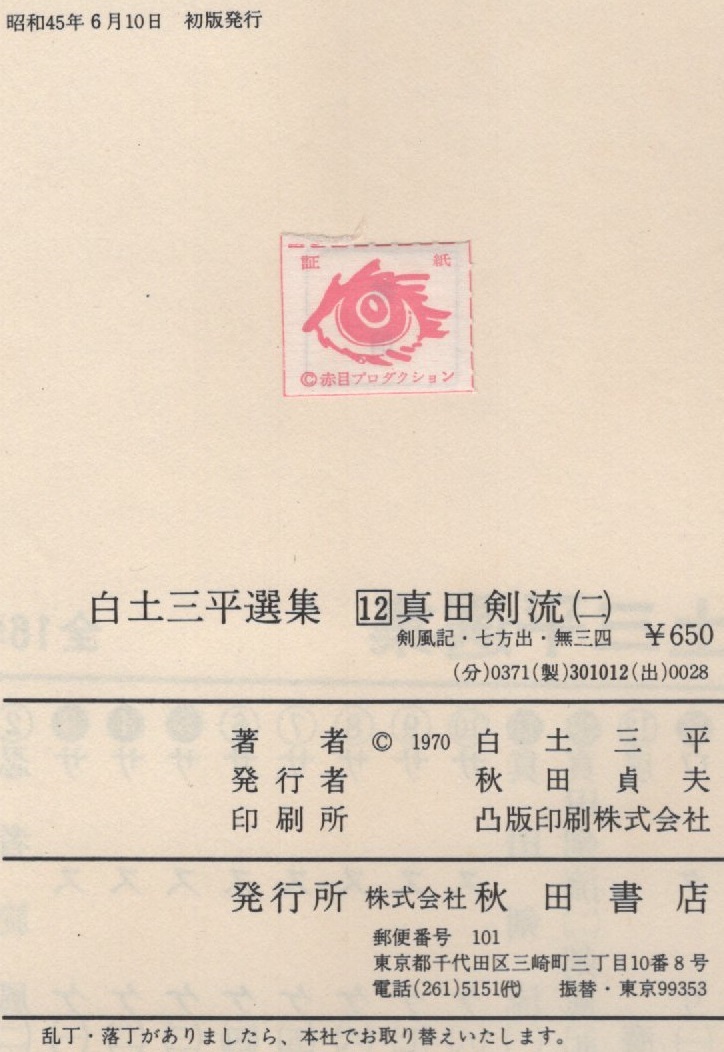 昭和45年6月10日　初版発行
証　紙
©赤目プロダクション
白土三平選集　12真田剣流(二)
剣風記・七方出・無三四　¥650
(分)0371(製)301012(出)0028
著者　© 1970　白土三平
発行者　秋田貞夫
印刷所　凸版印刷株式会社
発行所　株式会社秋田書店
郵便番号　101
東京都千代田区三崎町三丁目10番8号
電話(261)5151代)　振替・東京99353
乱丁・落丁がありましたら、本社でお取り替えいたします。